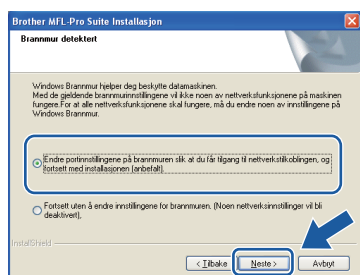 Brother MFL-Pro Suite Installasjon
Brannmur detektert
Windows Brannmur hjelper deg beskytte datamaskinen.
Med de gjeldende brannmurinnstillingene vil ikke noen av nettverksfunksjonene på maskinen
fungere.For at alle nettverksfunksjonene skal fungere, må du endre noen av innstillingene på
Windows Brannmur.
Endre portinnstillingene på brannmuren slik at du får tilgang til nettverkstilkoblingen, og
fortsett med installasjonen (anbefalt).
Fortsett uten å endre innstillingene for brannmuren. (Noen nettverksinnstillinger vil bli
deaktivert),
InstallShield
< Tilbake
Neste >
Avbryt